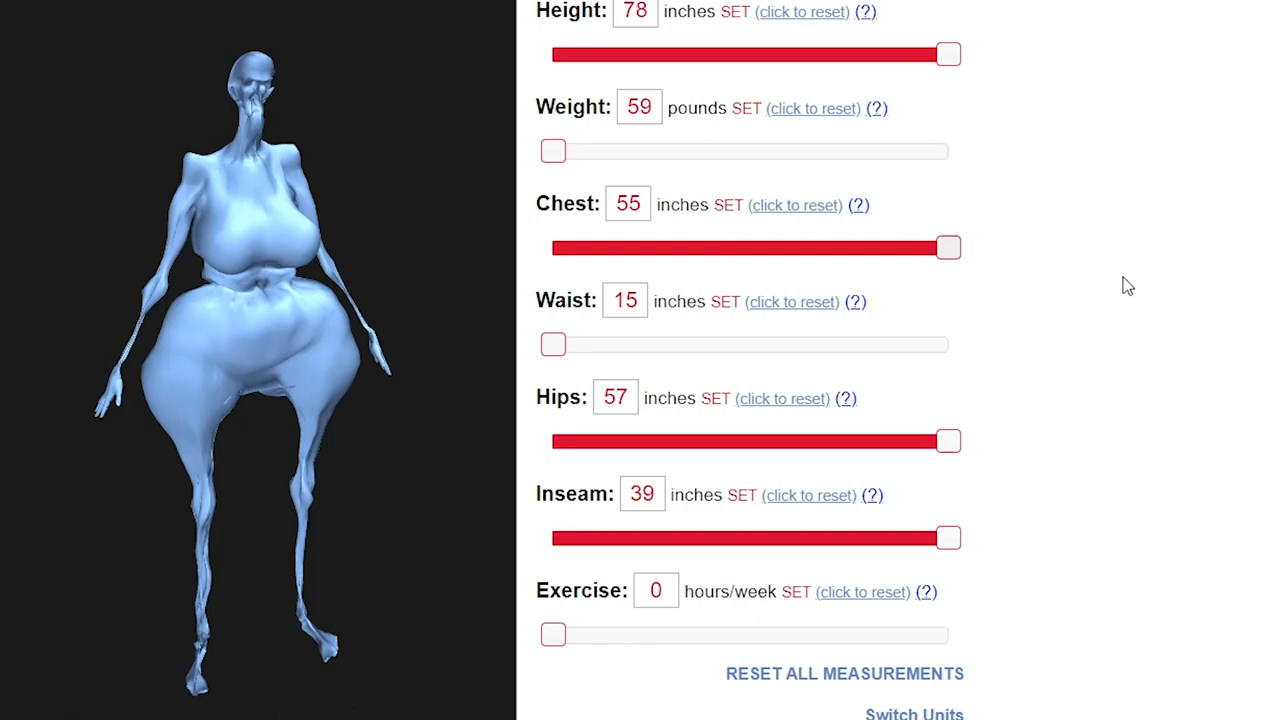 Height: 78 inches SET (click to reset) (?)
Weight: 59 pounds SET (click to reset) (?)
Chest: 55 inches SET (click to reset) (?)
Waist: 15 inches SET (click to reset) (?)
Hips: 57 inches SET (click to reset) (?)
Inseam: 39 inches SET (click to reset) (?)
Exercise: 0 hours/week SET (click to reset) (?)
RESET ALL MEASUREMENTS
Switch Units